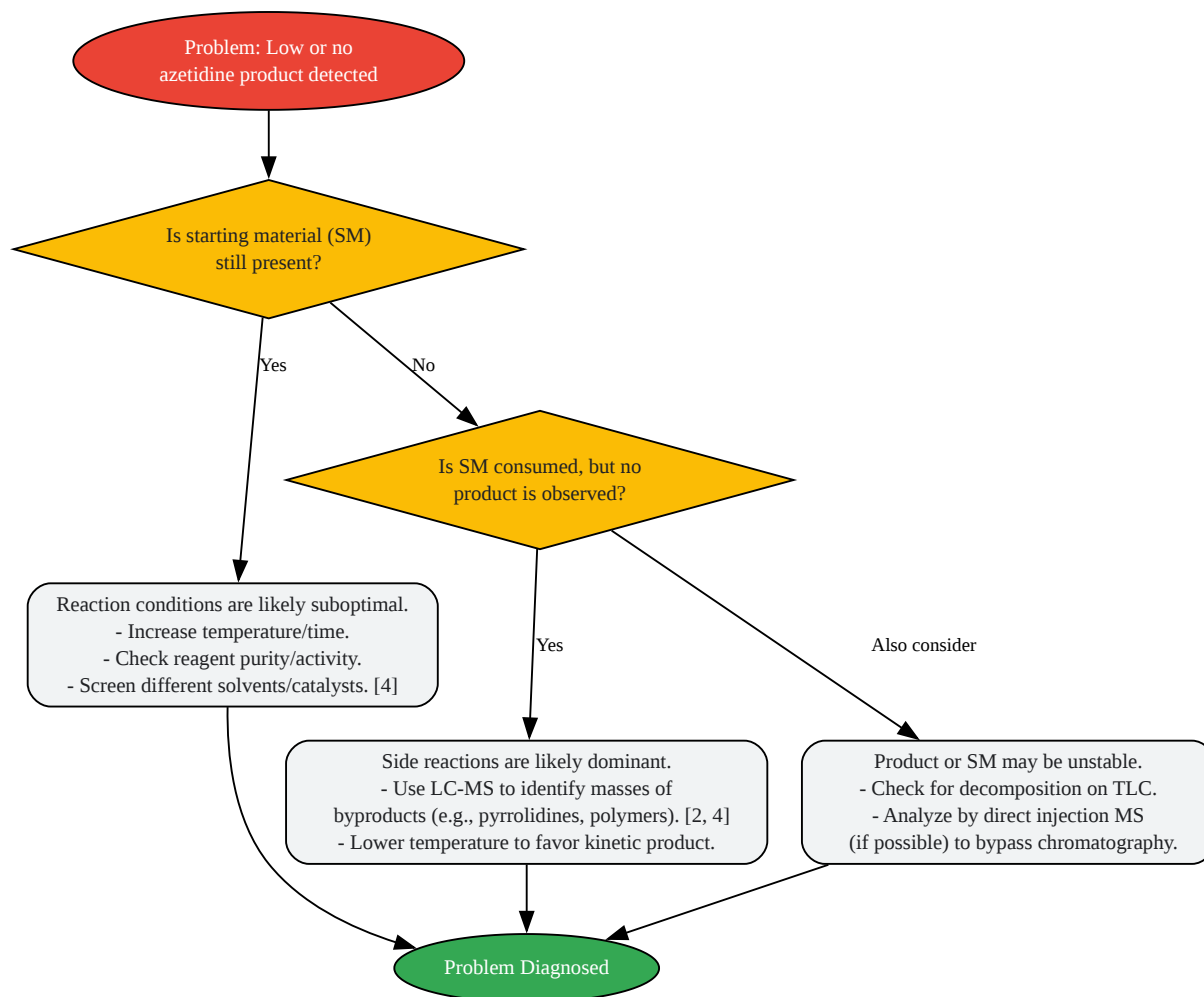 Problem: Low or no
azetidine product detected
Is starting material (SM)
still present?
Yes
No
Is SM consumed, but no
product is observed?
Reaction conditions are likely suboptimal.
- Increase temperature/time.
- Check reagent purity/activity.
- Screen different solvents/catalysts. [4]
Yes
Also consider
Side reactions are likely dominant.
- Use LC-MS to identify masses of
byproducts (e.g., pyrrolidines, polymers). [2, 4]
- Lower temperature to favor kinetic product.
Product or SM may be unstable.
- Check for decomposition on TLC.
- Analyze by direct injection MS
(if possible) to bypass chromatography.
Problem Diagnosed